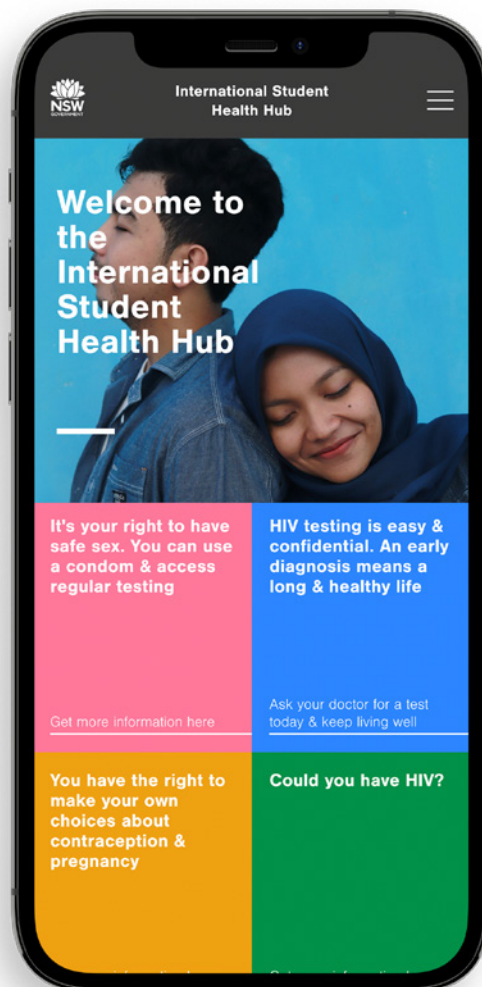 NSW
GOVERNMENT
International Student
Health Hub
Welcome to
the
International
Student
Health Hub
It's your right to have
safe sex. You can use
a condom & access
regular testing
Get more information here
HIV testing is easy &
confidential. An early
diagnosis means a
long & healthy life
Ask your doctor for a test
today & keep living well
You have the right to
make your own
choices about
contraception &
pregnancy
Could you have HIV?